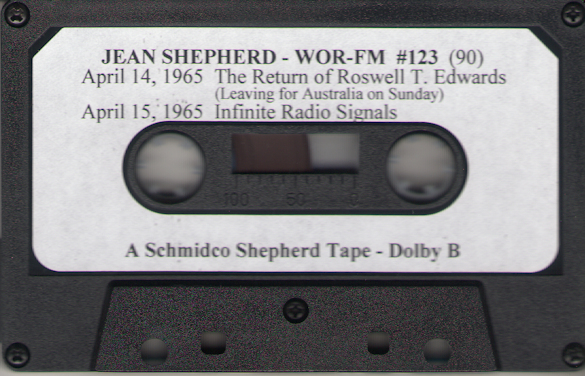 JEAN SHEPHERD - WOR-FM #123 (90)
April 14, 1965 The Return of Roswell T. Edwards
(Leaving for Australia on Sunday)
April 15, 1965 Infinite Radio Signals
100 50 0
A Schmidco Shepherd Tape - Dolby B